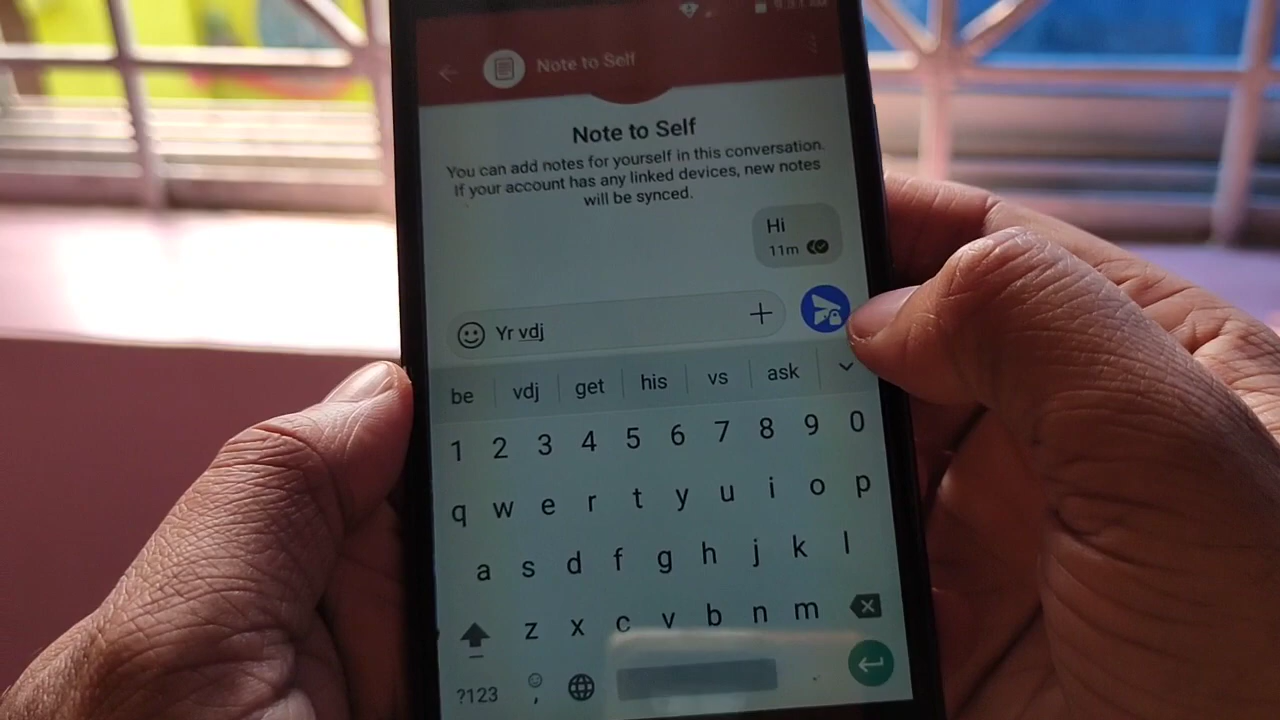 Note to Self
Note to Self
You can add notes for yourself in this conversation.
If your account has any linked devices, new notes
will be synced.
Hi
11m
Yr vdj
be vdj get his vs ask
1 2 3 4 5 6 7 8 9 0
q w e r t y u i o p
a s d f g h j k l
z x c v b n m
?123 , .